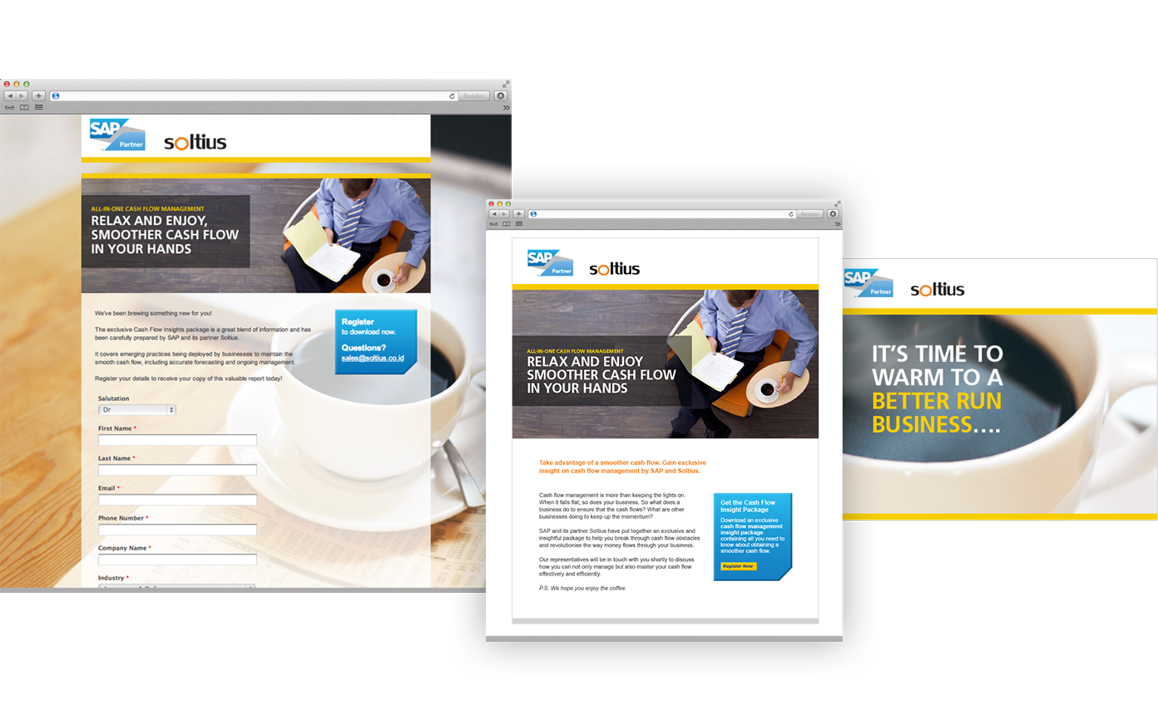 Reader
SAP
Partner
soltius
ALL-IN-ONE CASH FLOW MANAGEMENT
RELAX AND ENJOY,
SMOOTHER CASH FLOW
IN YOUR HANDS
We've been brewing something new for you!
The exclusive Cash Flow Insights package is a great blend of information and has
been carefully prepared by SAP and its partner Soltius.
It covers emerging practices being deployed by businesses to maintain the
smooth cash flow, including accurate forecasting and ongoing management.
Register your details to receive your copy of this valuable report today!
Register
to download now.
Questions?
sales@soltius.co.id
Salutation
Dr
First Name *
Last Name *
Email *
Phone Number *
Company Name *
Industry *
Reader
SAP
Partner
soltius
ALL-IN-ONE CASH FLOW MANAGEMENT
RELAX AND ENJOY
SMOOTHER CASH FLOW
IN YOUR HANDS
Take advantage of a smoother cash flow. Gain exclusive
insight on cash flow management by SAP and Soltius.
Cash flow management is more than keeping the lights on.
When it falls flat, so does your business. So what does a
business do to ensure that the cash flows? What are other
businesses doing to keep up the momentum?
SAP and its partner Soltius have put together an exclusive and
insightful package to help you break through cash flow obstacles
and revolutionise the way money flows through your business.
Our representatives will be in touch with you shortly to discuss
how you can not only manage but also master your cash flow
effectively and efficiently.
P.S. We hope you enjoy the coffee.
Get the Cash Flow
Insight Package
Download an exclusive
cash flow management
insight package
containing all you need to
know about obtaining a
smoother cash flow.
Register Now
SAP
Partner
soltius
IT'S TIME TO
WARM TO A
BETTER RUN
BUSINESS....